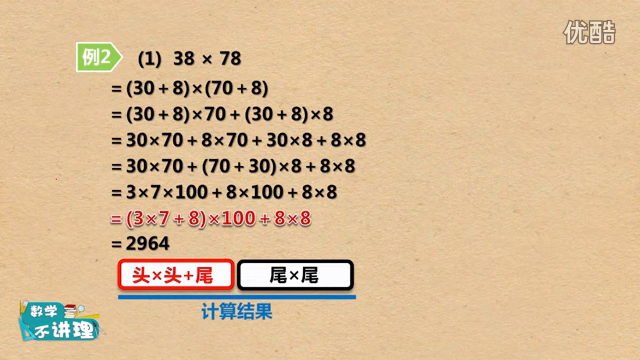 优酷
例2 (1) 38 × 78
=(30+8)×(70+8)
=(30+8)×70+(30+8)×8
=30×70+8×70+30×8+8×8
=30×70+(70+30)×8+8×8
=3×7×100+8×100+8×8
=(3×7+8)×100+8×8
=2964
头×头+尾 尾×尾
计算结果
数学
不讲理